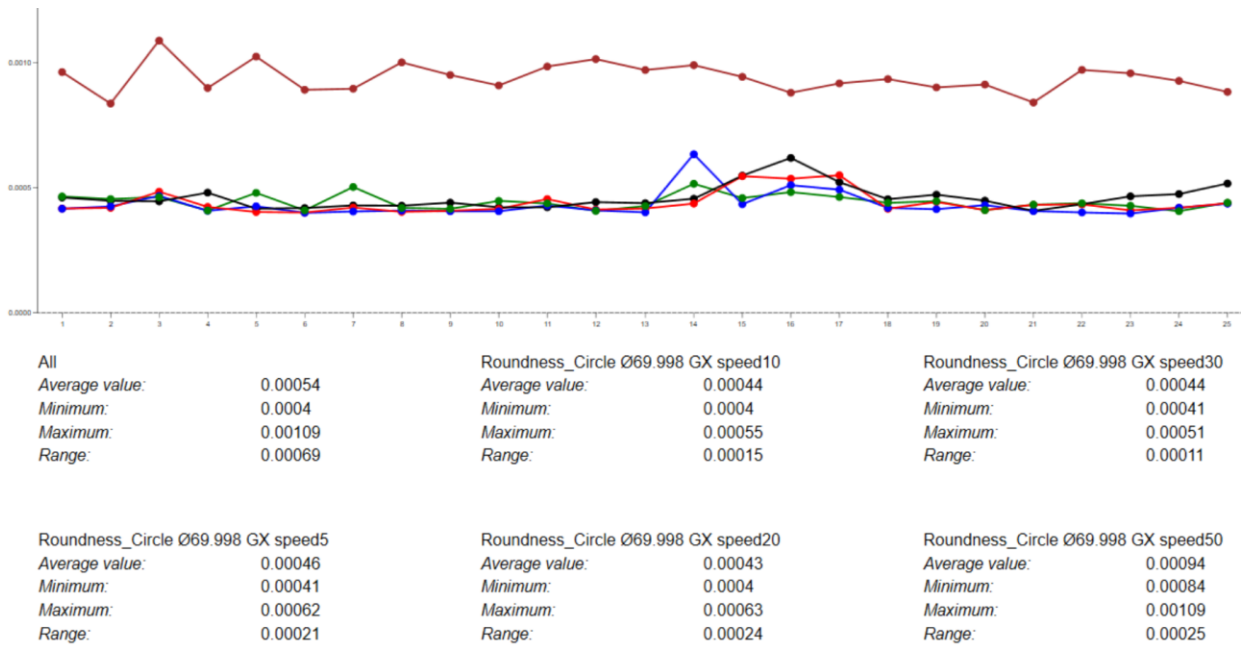 0.0010
0.0005
0.0000
1 2 3 4 5 6 7 8 9 10 11 12 13 14 15 16 17 18 19 20 21 22 23 24 25
All
Average value: 0.00054
Minimum: 0.0004
Maximum: 0.00109
Range: 0.00069
Roundness_Circle Ø69.998 GX speed10
Average value: 0.00044
Minimum: 0.0004
Maximum: 0.00055
Range: 0.00015
Roundness_Circle Ø69.998 GX speed30
Average value: 0.00044
Minimum: 0.00041
Maximum: 0.00051
Range: 0.00011
Roundness_Circle Ø69.998 GX speed5
Average value: 0.00046
Minimum: 0.00041
Maximum: 0.00062
Range: 0.00021
Roundness_Circle Ø69.998 GX speed20
Average value: 0.00043
Minimum: 0.0004
Maximum: 0.00063
Range: 0.00024
Roundness_Circle Ø69.998 GX speed50
Average value: 0.00094
Minimum: 0.00084
Maximum: 0.00109
Range: 0.00025